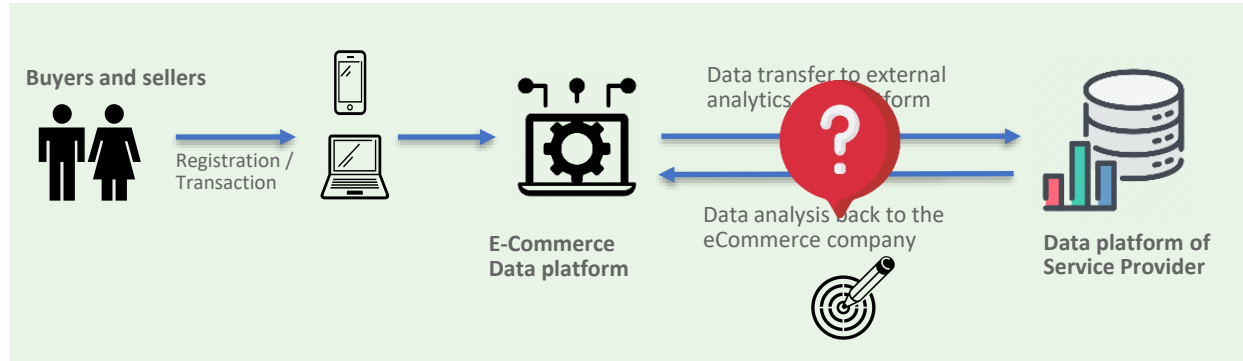 Buyers and sellers
Registration /
Transaction
E-Commerce
Data platform
Data transfer to external
analytics form
?
Data analysis back to the
eCommerce company
Data platform of
Service Provider